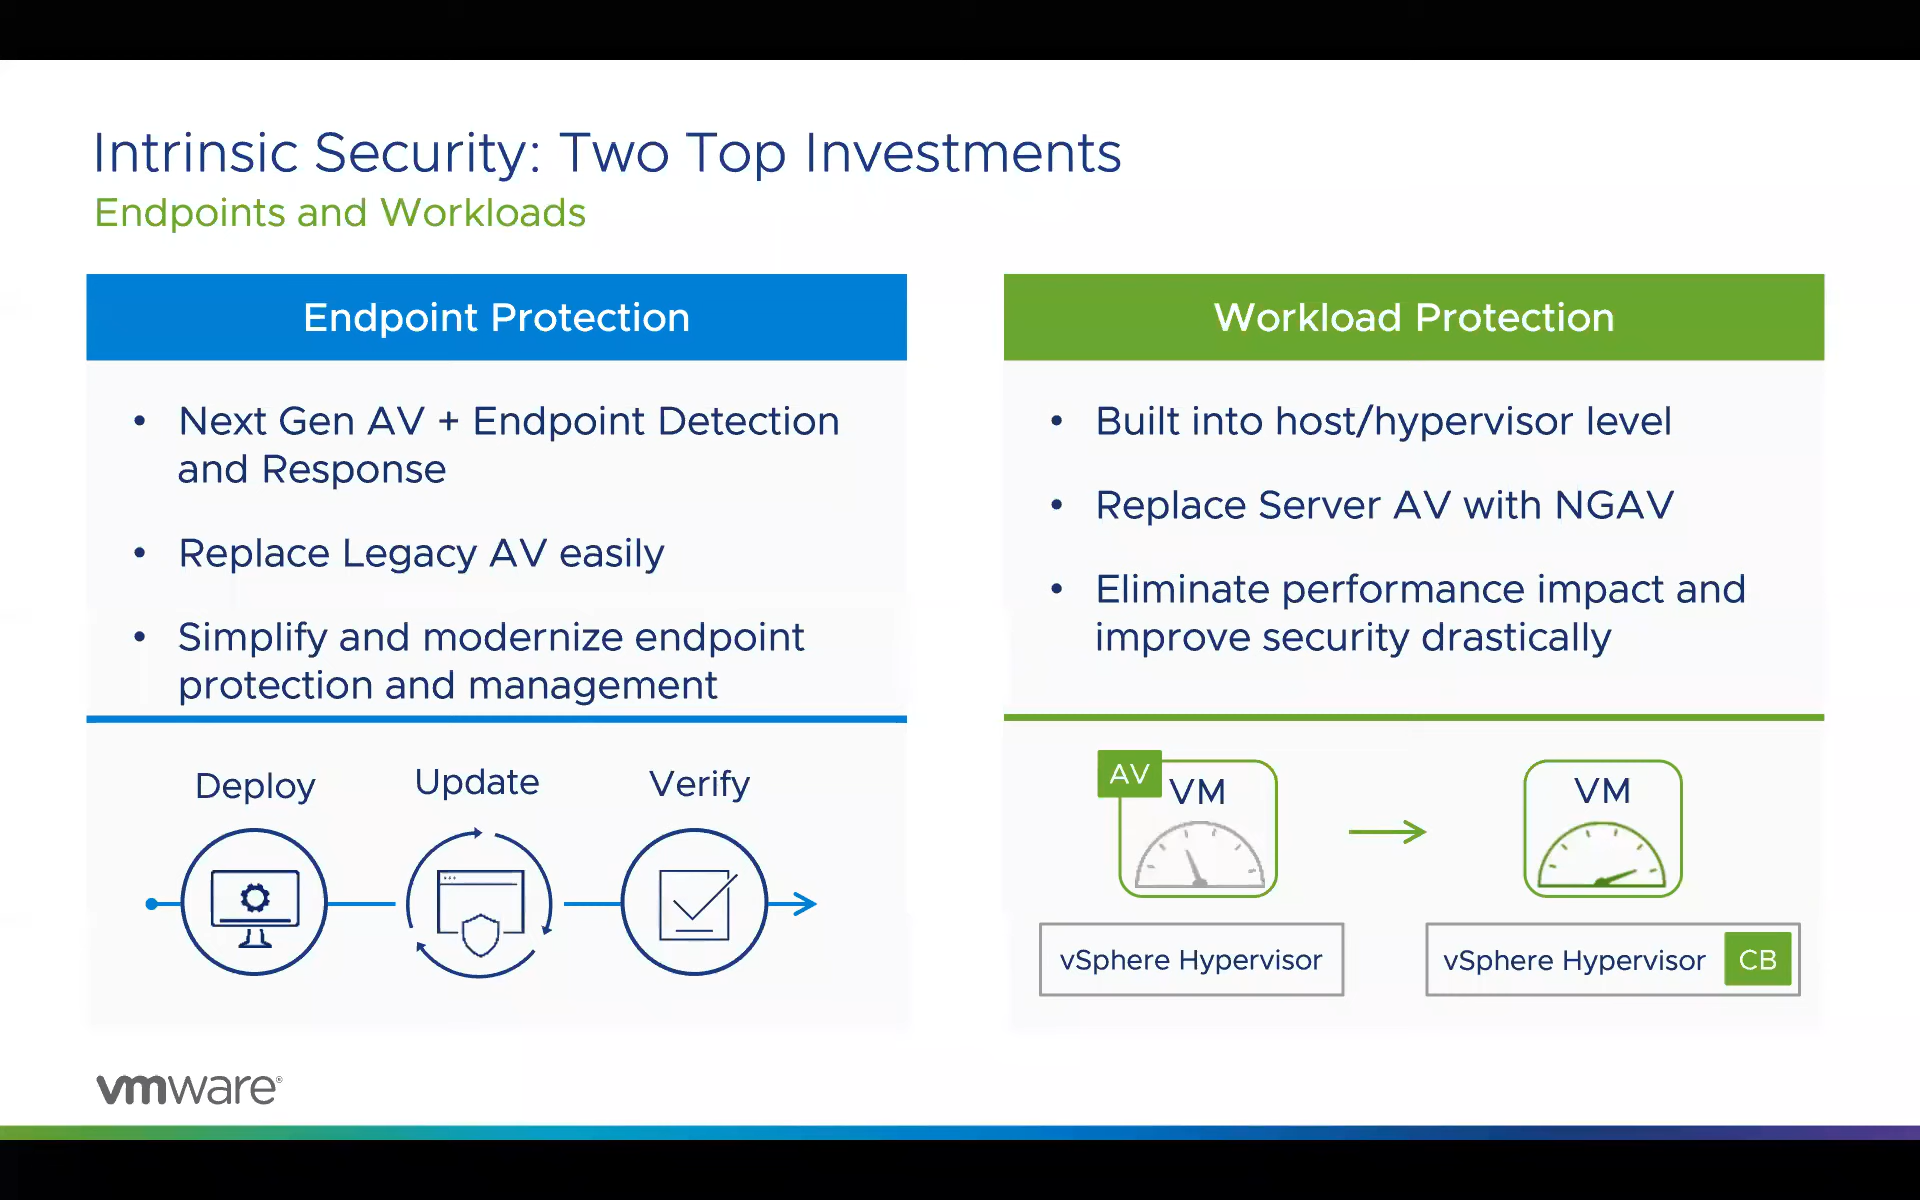 Intrinsic Security: Two Top Investments
Endpoints and Workloads
Endpoint Protection
• Next Gen AV + Endpoint Detection
and Response
• Replace Legacy AV easily
• Simplify and modernize endpoint
protection and management
Deploy
Update
Verify
Workload Protection
• Built into host/hypervisor level
• Replace Server AV with NGAV
• Eliminate performance impact and
improve security drastically
AV
VM
vSphere Hypervisor
VM
vSphere Hypervisor
CB
vmware®